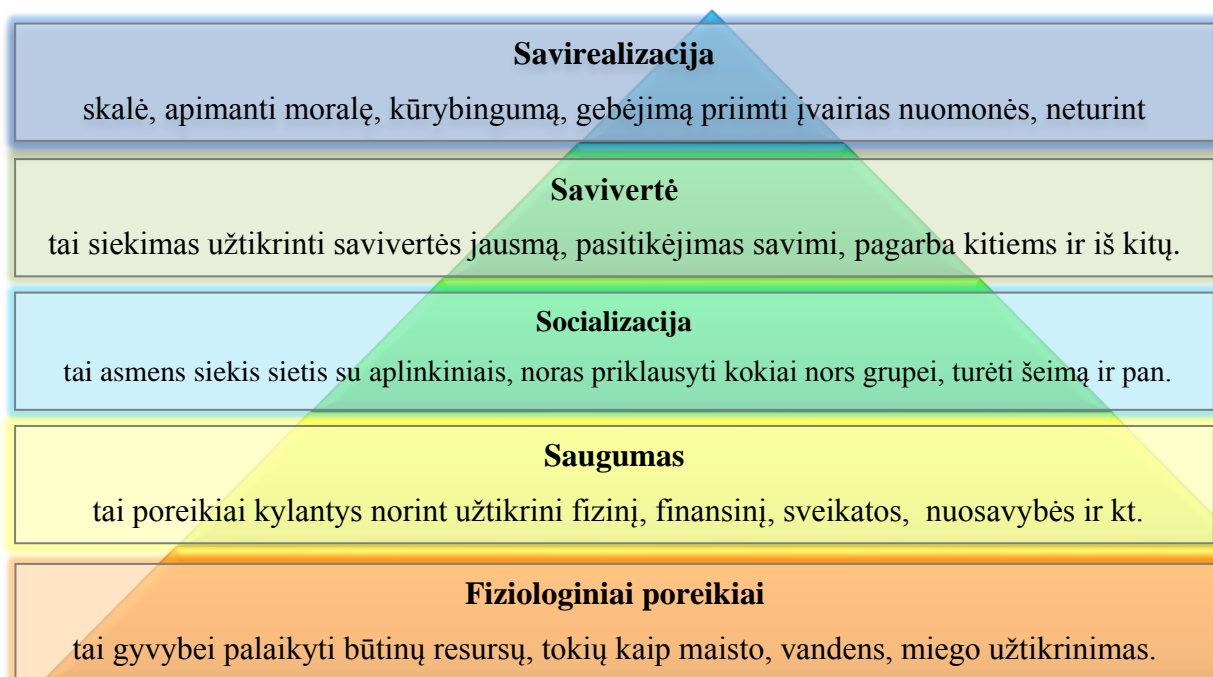 Savirealizacija
skalė, apimanti moralę, kūrybingumą, gebėjimą priimti įvairias nuomonės, neturint
Savivertė
tai siekimas užtikrinti savivertės jausmą, pasitikėjimas savimi, pagarba kitiems ir iš kitų.
Socializacija
tai asmens siekis sietis su aplinkiniais, noras priklausyti kokiai nors grupei, turėti šeimą ir pan.
Saugumas
tai poreikiai kylantys norint užtikrini fizinį, finansinį, sveikatos, nuosavybės ir kt.
Fiziologiniai poreikiai
tai gyvybei palaikyti būtinų resursų, tokių kaip maisto, vandens, miego užtikrinimas.